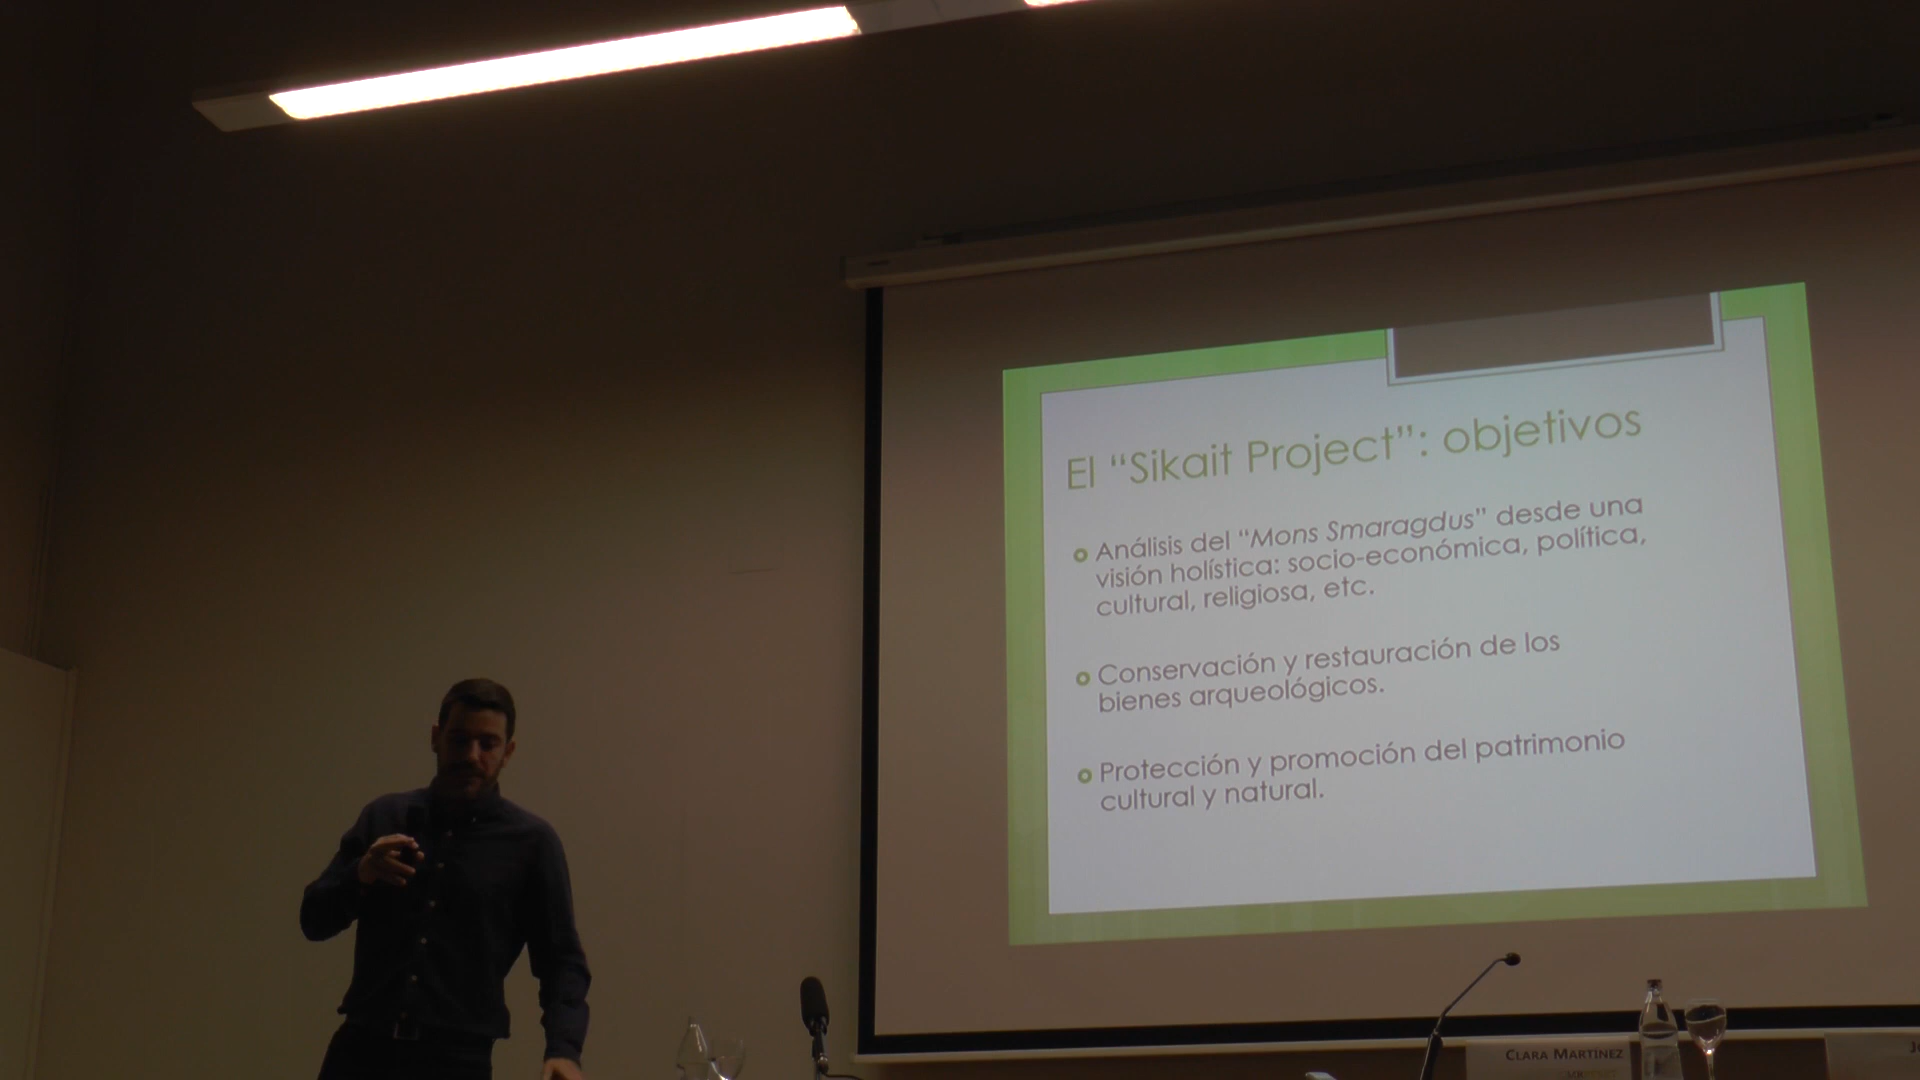 El “Sikait Project”: objetivos
Análisis del “Mons Smaragdus” desde una
visión holística: socio-económica, política,
cultural, religiosa, etc.
Conservación y restauración de los
bienes arqueológicos.
Protección y promoción del patrimonio
cultural y natural.
CLARA MARTINEZ